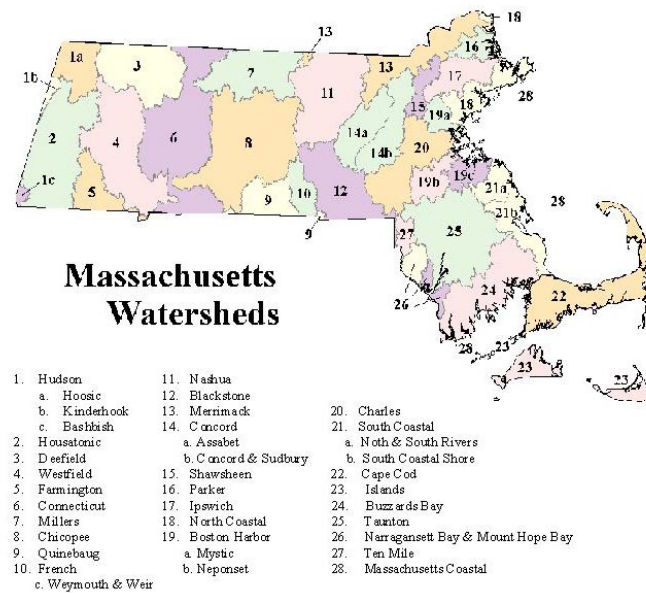 18
13
1a
3
16
13
7
17
1b
11
28
15
18
19a
14a
2
4
6
8
20
14b
19c
1c
5
10
12
19b
21a
9
21b
28
9
27
25
Massachusetts
Watersheds
26
24
22
28
23
23
23
1. Hudson
a. Hoosic
b. Kinderhook
c. Bashbish
2. Housatonic
3. Deefield
4. Westfield
5. Farmington
6. Connecticut
7. Millers
8. Chicopee
9. Quinebaug
10. French
c. Weymouth & Weir
11. Nashua
12. Blackstone
13. Merrimack
14. Concord
a. Assabet
b. Concord & Sudbury
15. Shawsheen
16. Parker
17. Ipswich
18. North Coastal
19. Boston Harbor
a. Mystic
b. Neponset
20. Charles
21. South Coastal
a. Noth & South Rivers
b. South Coastal Shore
22. Cape Cod
23. Islands
24. Buzzards Bay
25. Taunton
26. Narragansett Bay & Mount Hope Bay
27. Ten Mile
28. Massachusetts Coastal